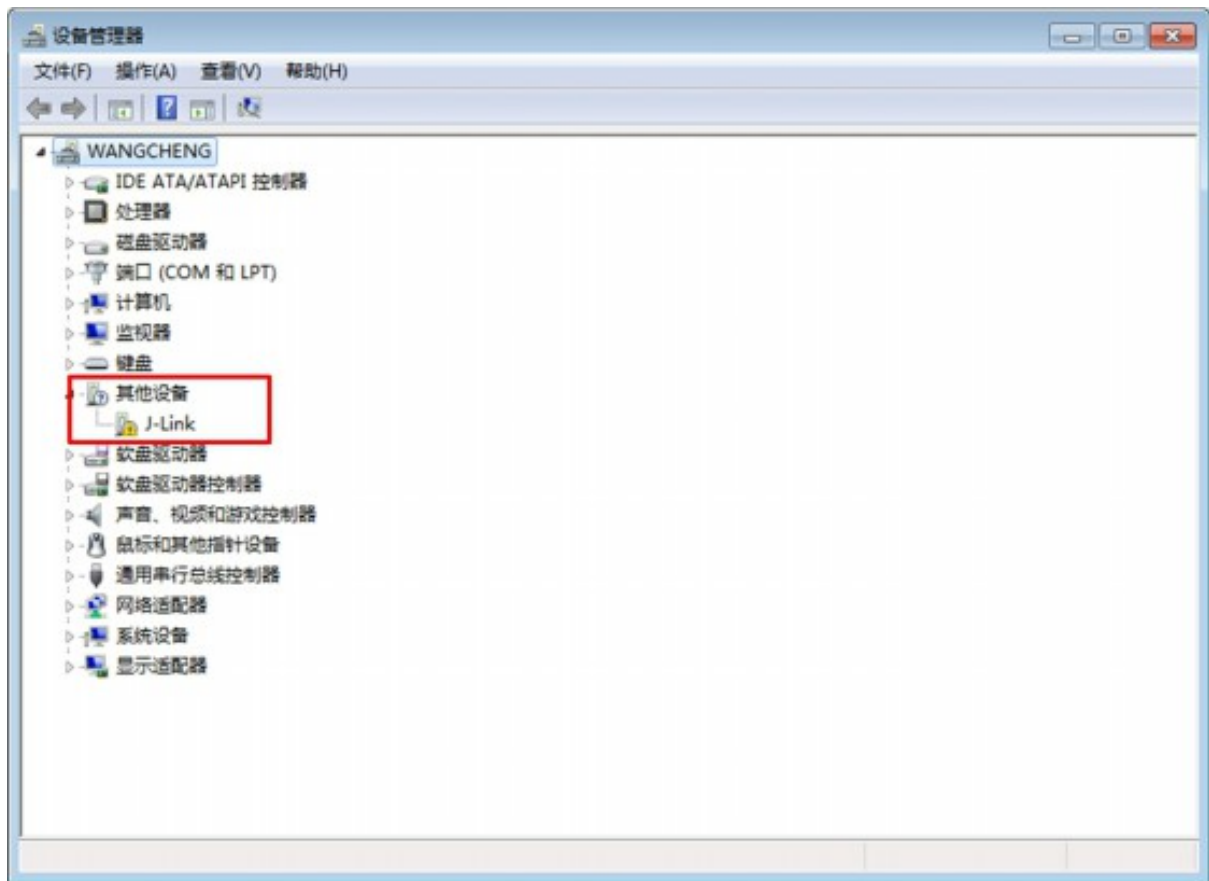 设备管理器
文件(F) 操作(A) 查看(V) 帮助(H)
WANGCHENG
IDE ATA/ATAPI 控制器
处理器
磁盘驱动器
端口 (COM 和 LPT)
计算机
监视器
键盘
其他设备
J-Link
软盘驱动器
软盘驱动器控制器
声音、视频和游戏控制器
鼠标和其他指针设备
通用串行总线控制器
网络适配器
系统设备
显示适配器